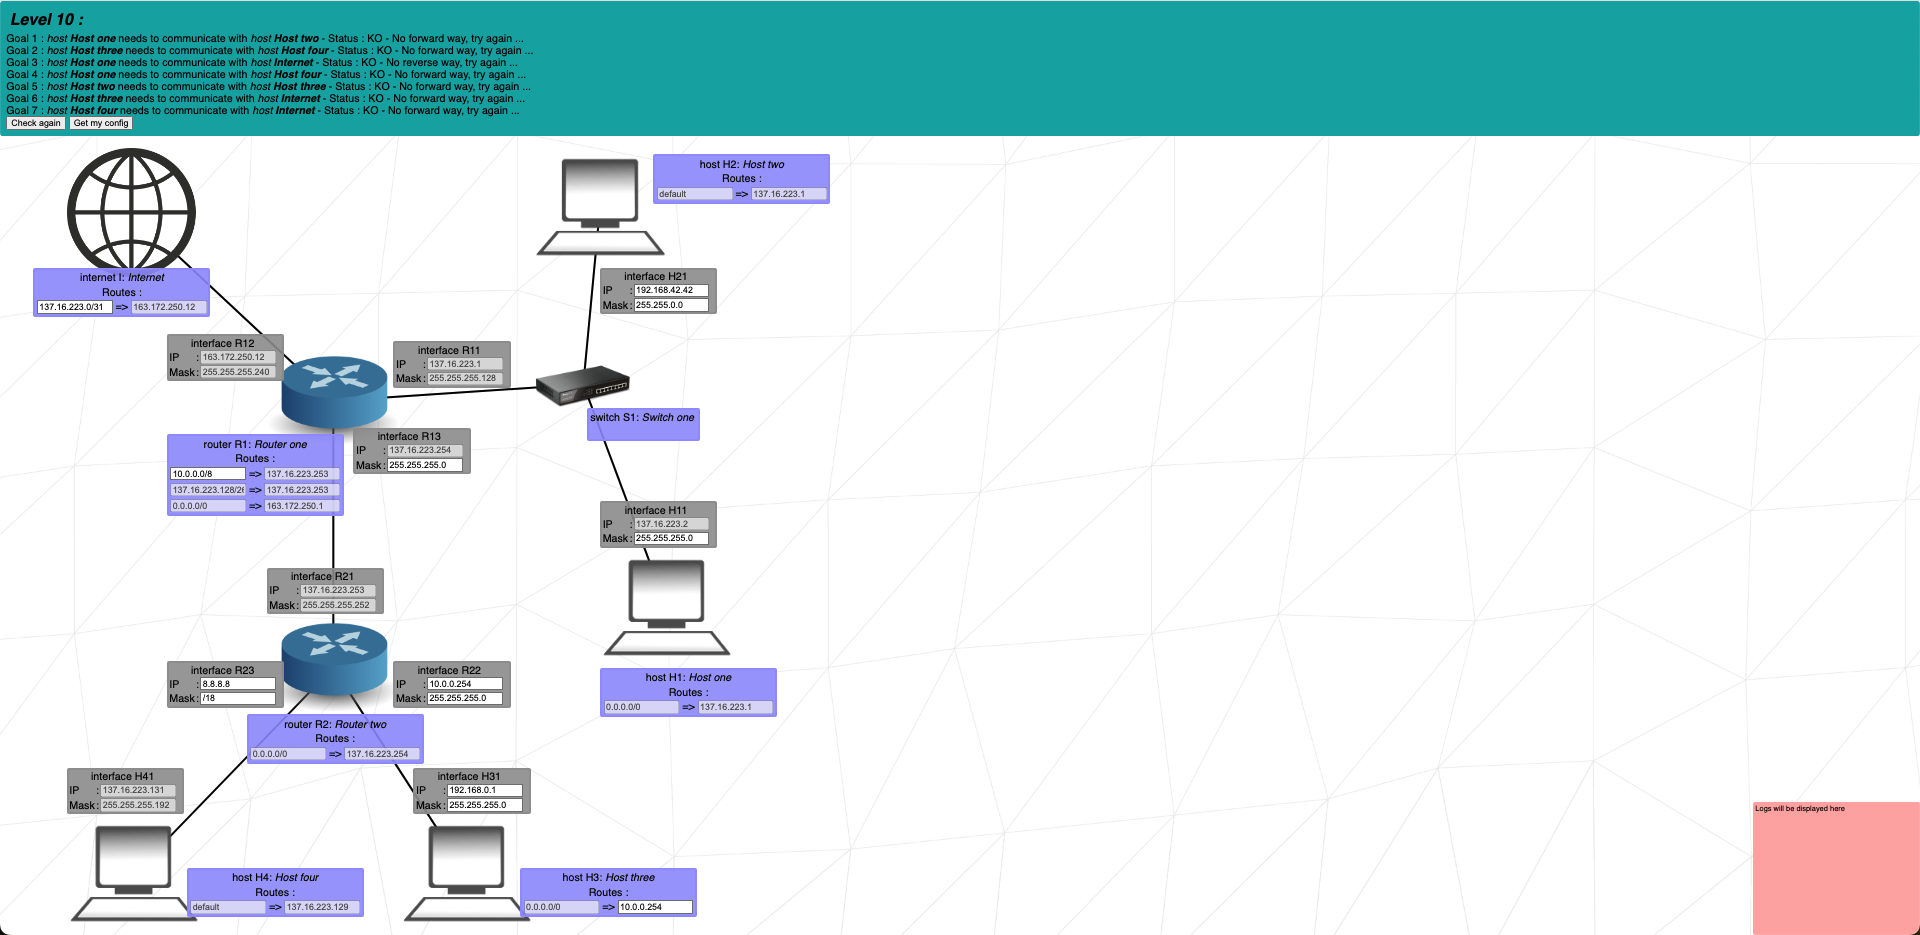 Level 10 :
Goal 1 : host Host one needs to communicate with host Host two - Status : KO - No forward way, try again ...
Goal 2 : host Host three needs to communicate with host Host four - Status : KO - No forward way, try again ...
Goal 3 : host Host one needs to communicate with host Internet - Status : KO - No reverse way, try again ...
Goal 4 : host Host one needs to communicate with host Host four - Status : KO - No forward way, try again ...
Goal 5 : host Host two needs to communicate with host Host three - Status : KO - No forward way, try again ...
Goal 6 : host Host three needs to communicate with host Internet - Status : KO - No forward way, try again ...
Goal 7 : host Host four needs to communicate with host Internet - Status : KO - No forward way, try again ...
Check again Get my config
host H2: Host two
Routes :
default => 137.16.223.1
internet I: Internet
Routes :
137.16.223.0/31 => 163.172.250.12
interface H21
IP : 192.168.42.42
Mask : 255.255.0.0
interface R12
IP : 163.172.250.12
Mask : 255.255.255.240
interface R11
IP : 137.16.223.1
Mask : 255.255.255.128
switch S1: Switch one
interface R13
IP : 137.16.223.254
Mask : 255.255.255.0
router R1: Router one
Routes :
10.0.0.0/8 => 137.16.223.253
137.16.223.128/26 => 137.16.223.253
0.0.0.0/0 => 163.172.250.1
interface H11
IP : 137.16.223.2
Mask : 255.255.255.0
interface R21
IP : 137.16.223.253
Mask : 255.255.255.252
interface R23
IP : 8.8.8.8
Mask : /18
interface R22
IP : 10.0.0.254
Mask : 255.255.255.0
host H1: Host one
Routes :
0.0.0.0/0 => 137.16.223.1
router R2: Router two
Routes :
0.0.0.0/0 => 137.16.223.254
interface H41
IP : 137.16.223.131
Mask : 255.255.255.192
interface H31
IP : 192.168.0.1
Mask : 255.255.255.0
host H4: Host four
Routes :
default => 137.16.223.129
host H3: Host three
Routes :
0.0.0.0/0 => 10.0.0.254
Logs will be displayed here